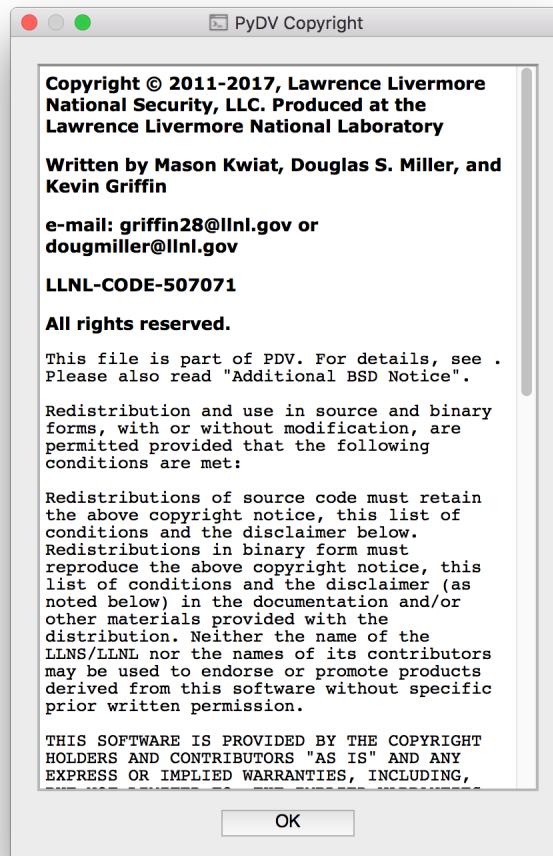 PyDV Copyright
Copyright © 2011-2017, Lawrence Livermore
National Security, LLC. Produced at the
Lawrence Livermore National Laboratory
Written by Mason Kwiat, Douglas S. Miller, and
Kevin Griffin
e-mail: griffin28@llnl.gov or
dougmiller@llnl.gov
LLNL-CODE-507071
All rights reserved.
This file is part of PDV. For details, see .
Please also read "Additional BSD Notice".
Redistribution and use in source and binary
forms, with or without modification, are
permitted provided that the following
conditions are met:
Redistributions of source code must retain
the above copyright notice, this list of
conditions and the disclaimer below.
Redistributions in binary form must
reproduce the above copyright notice, this
list of conditions and the disclaimer (as
noted below) in the documentation and/or
other materials provided with the
distribution. Neither the name of the
LLNS/LLNL nor the names of its contributors
may be used to endorse or promote products
derived from this software without specific
prior written permission.
THIS SOFTWARE IS PROVIDED BY THE COPYRIGHT
HOLDERS AND CONTRIBUTORS "AS IS" AND ANY
EXPRESS OR IMPLIED WARRANTIES, INCLUDING,
OK